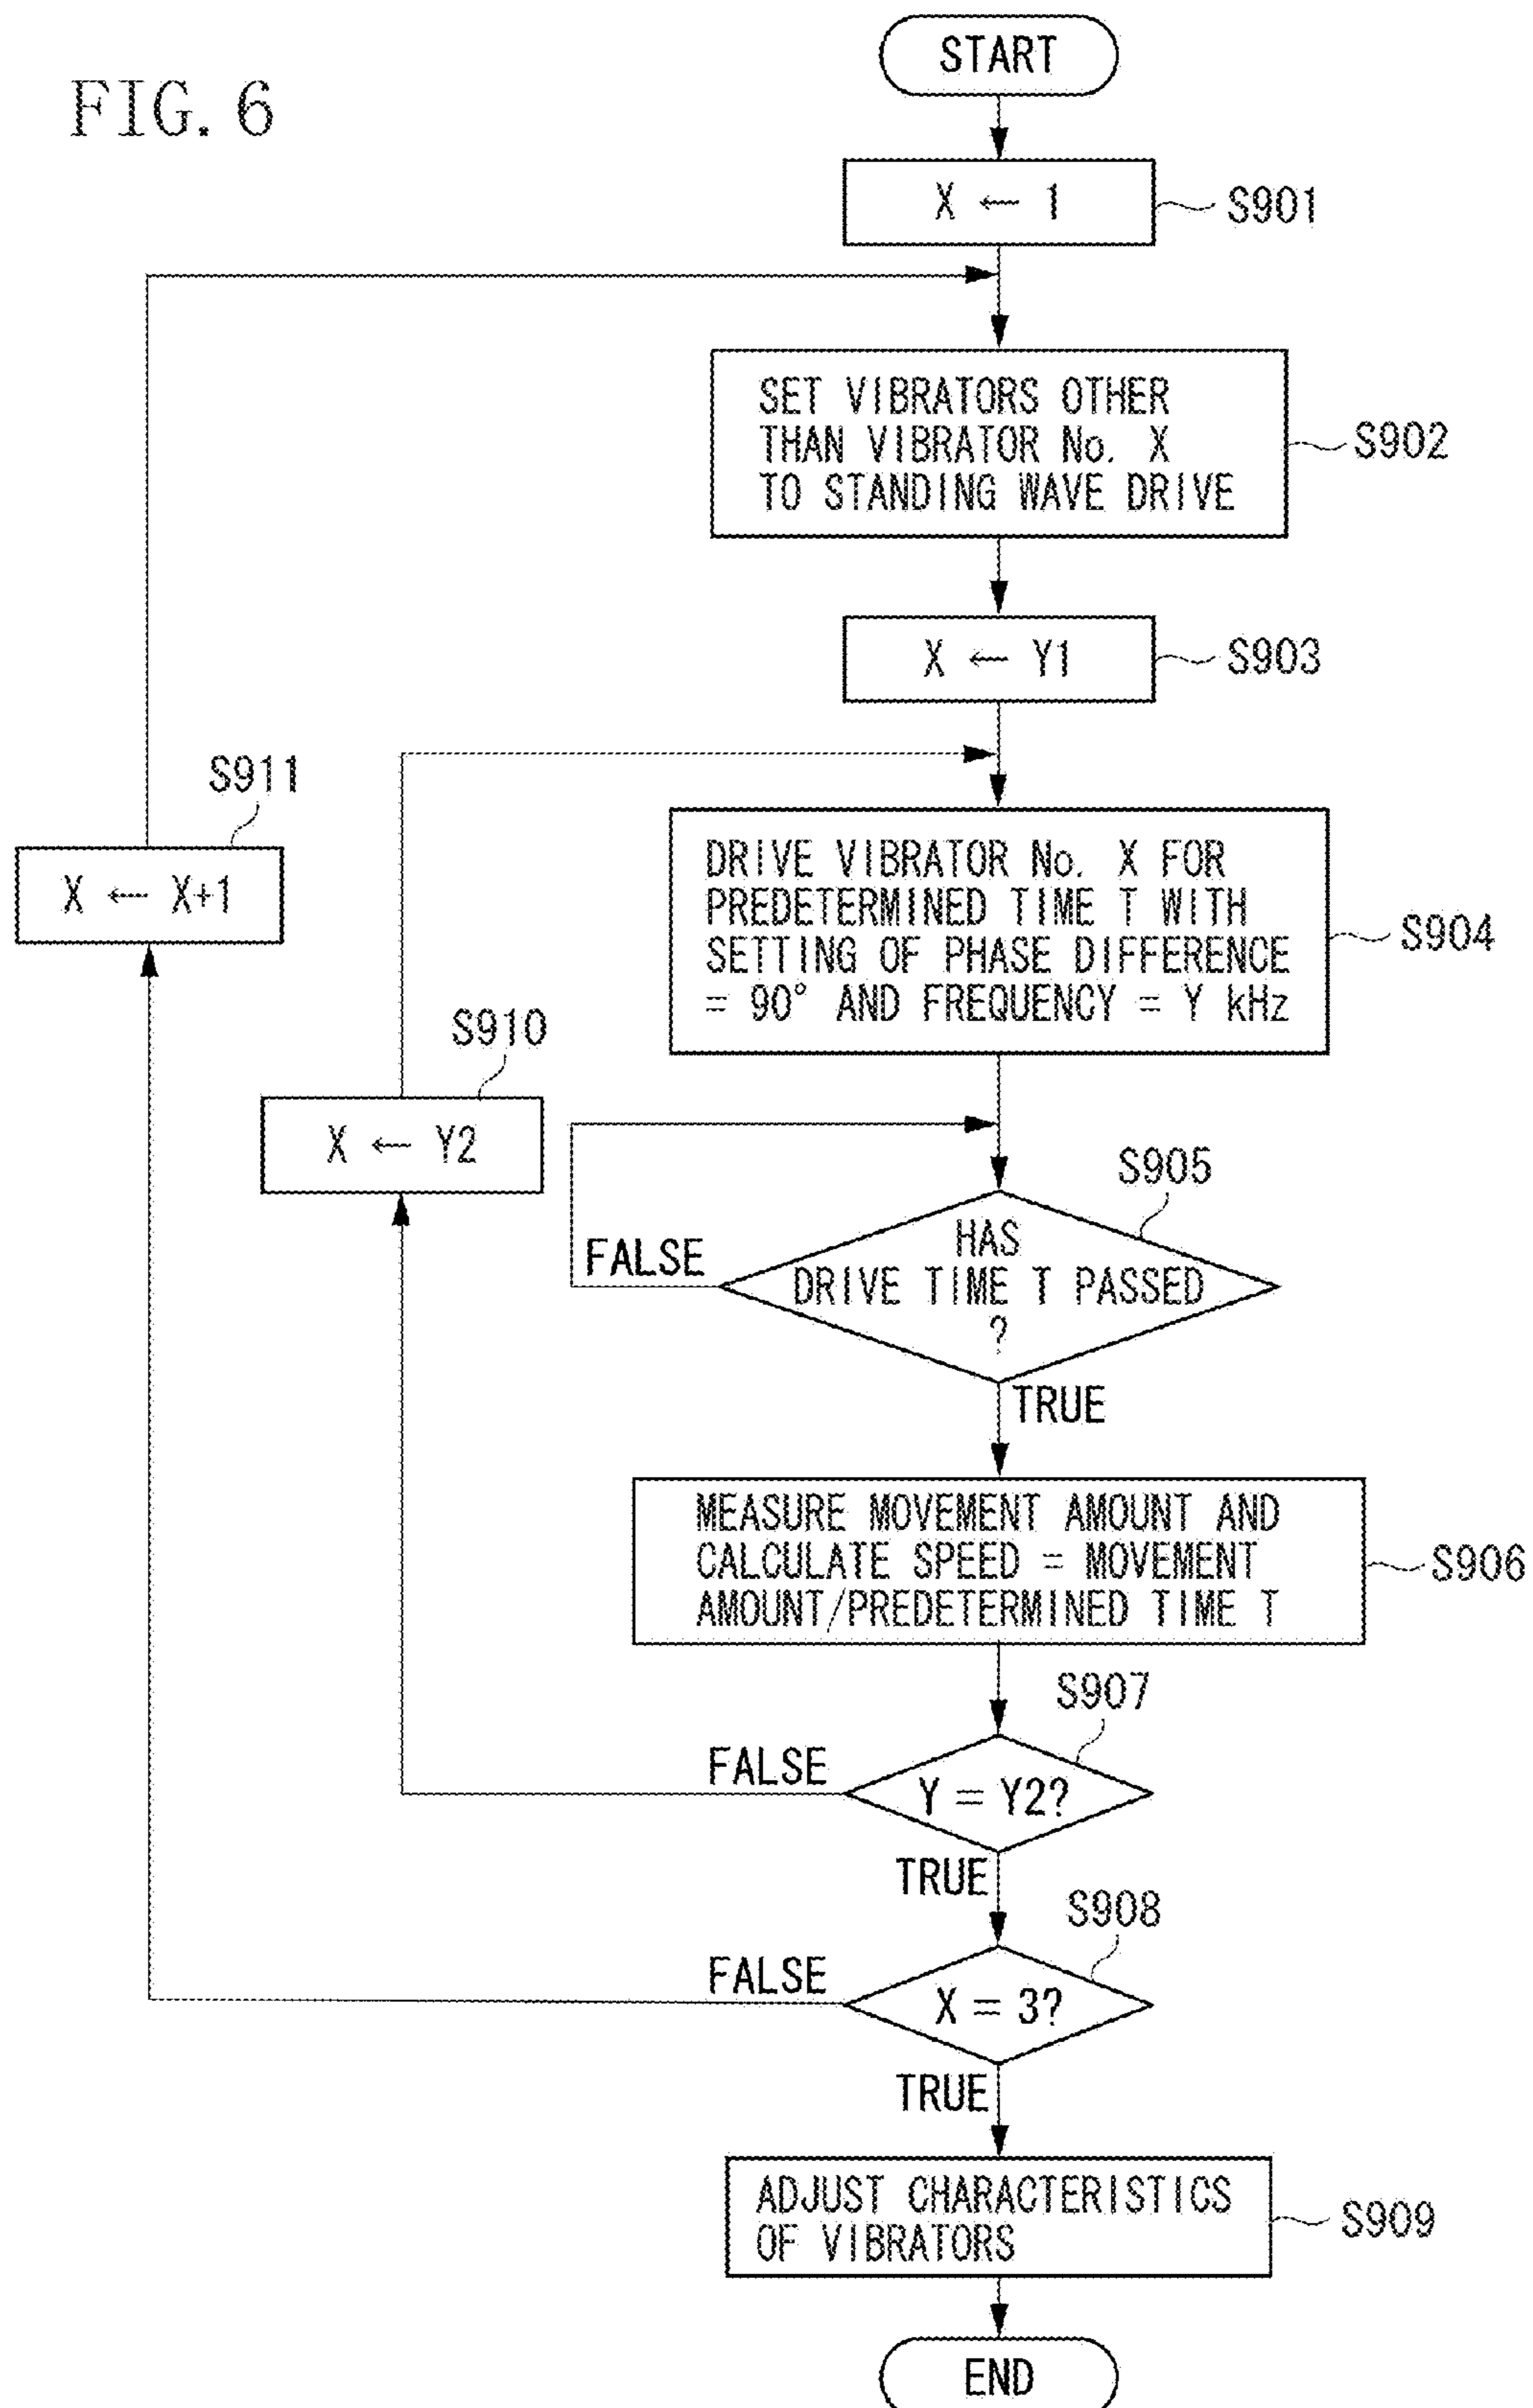 FIG. 6
START
X ← 1
S901
SET VIBRATORS OTHER
THAN VIBRATOR No. X
TO STANDING WAVE DRIVE
S902
X ← Y1
S903
S911
X ← X+1
DRIVE VIBRATOR No. X FOR
PREDETERMINED TIME T WITH
SETTING OF PHASE DIFFERENCE
= 90° AND FREQUENCY = Y kHz
S904
S910
X ← Y2
S905
HAS
DRIVE TIME T PASSED
?
FALSE
TRUE
MEASURE MOVEMENT AMOUNT AND
CALCULATE SPEED = MOVEMENT
AMOUNT/PREDETERMINED TIME T
S906
S907
Y = Y2?
FALSE
TRUE
S908
X = 3?
FALSE
TRUE
ADJUST CHARACTERISTICS
OF VIBRATORS
S909
END